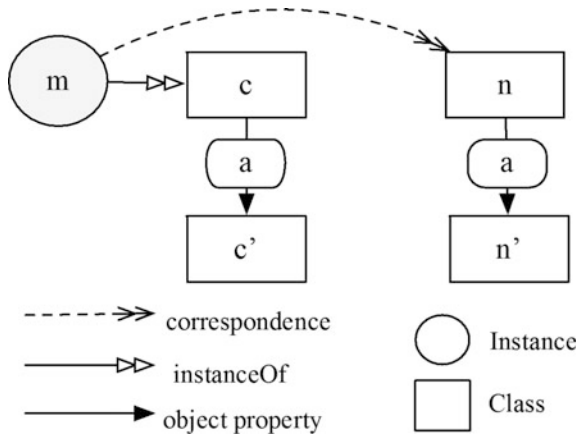 m
c
n
a
a
c’
n’
correspondence
Instance
instanceOf
Class
object property